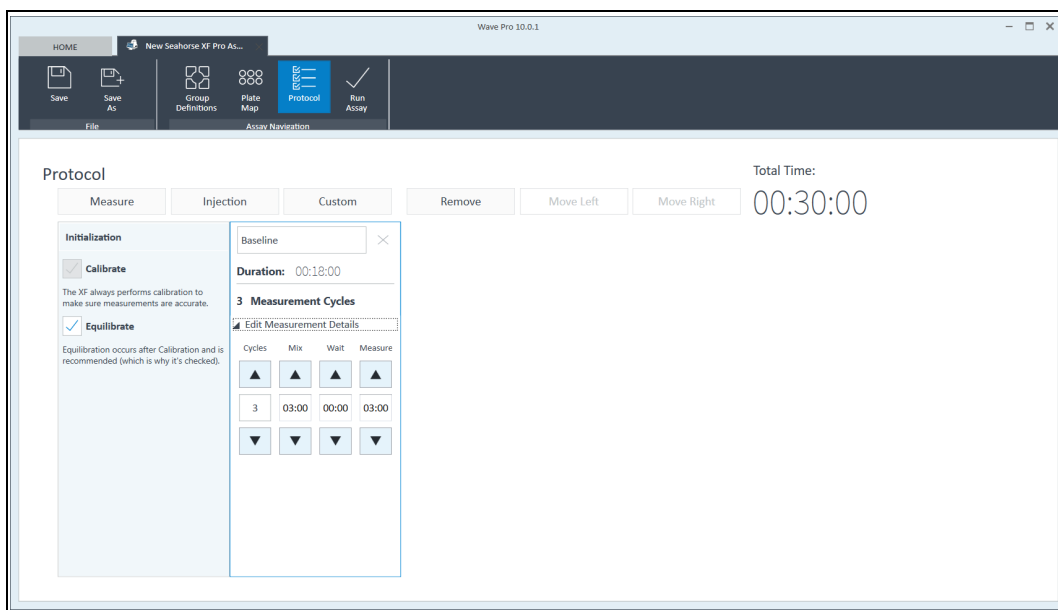 Wave Pro 10.0.1
HOME
New Seahorse XF Pro As...
Save
Save As
Group Definitions
Plate Map
Protocol
Run Assay
File
Assay Navigation
Protocol
Total Time:
00:30:00
Measure
Injection
Custom
Remove
Move Left
Move Right
Initialization
Calibrate
The XF always performs calibration to
make sure measurements are accurate.
Equilibrate
Equilibration occurs after Calibration and is
recommended (which is why it's checked).
Baseline
Duration: 00:18:00
3 Measurement Cycles
Edit Measurement Details
Cycles Mix Wait Measure
3 03:00 00:00 03:00